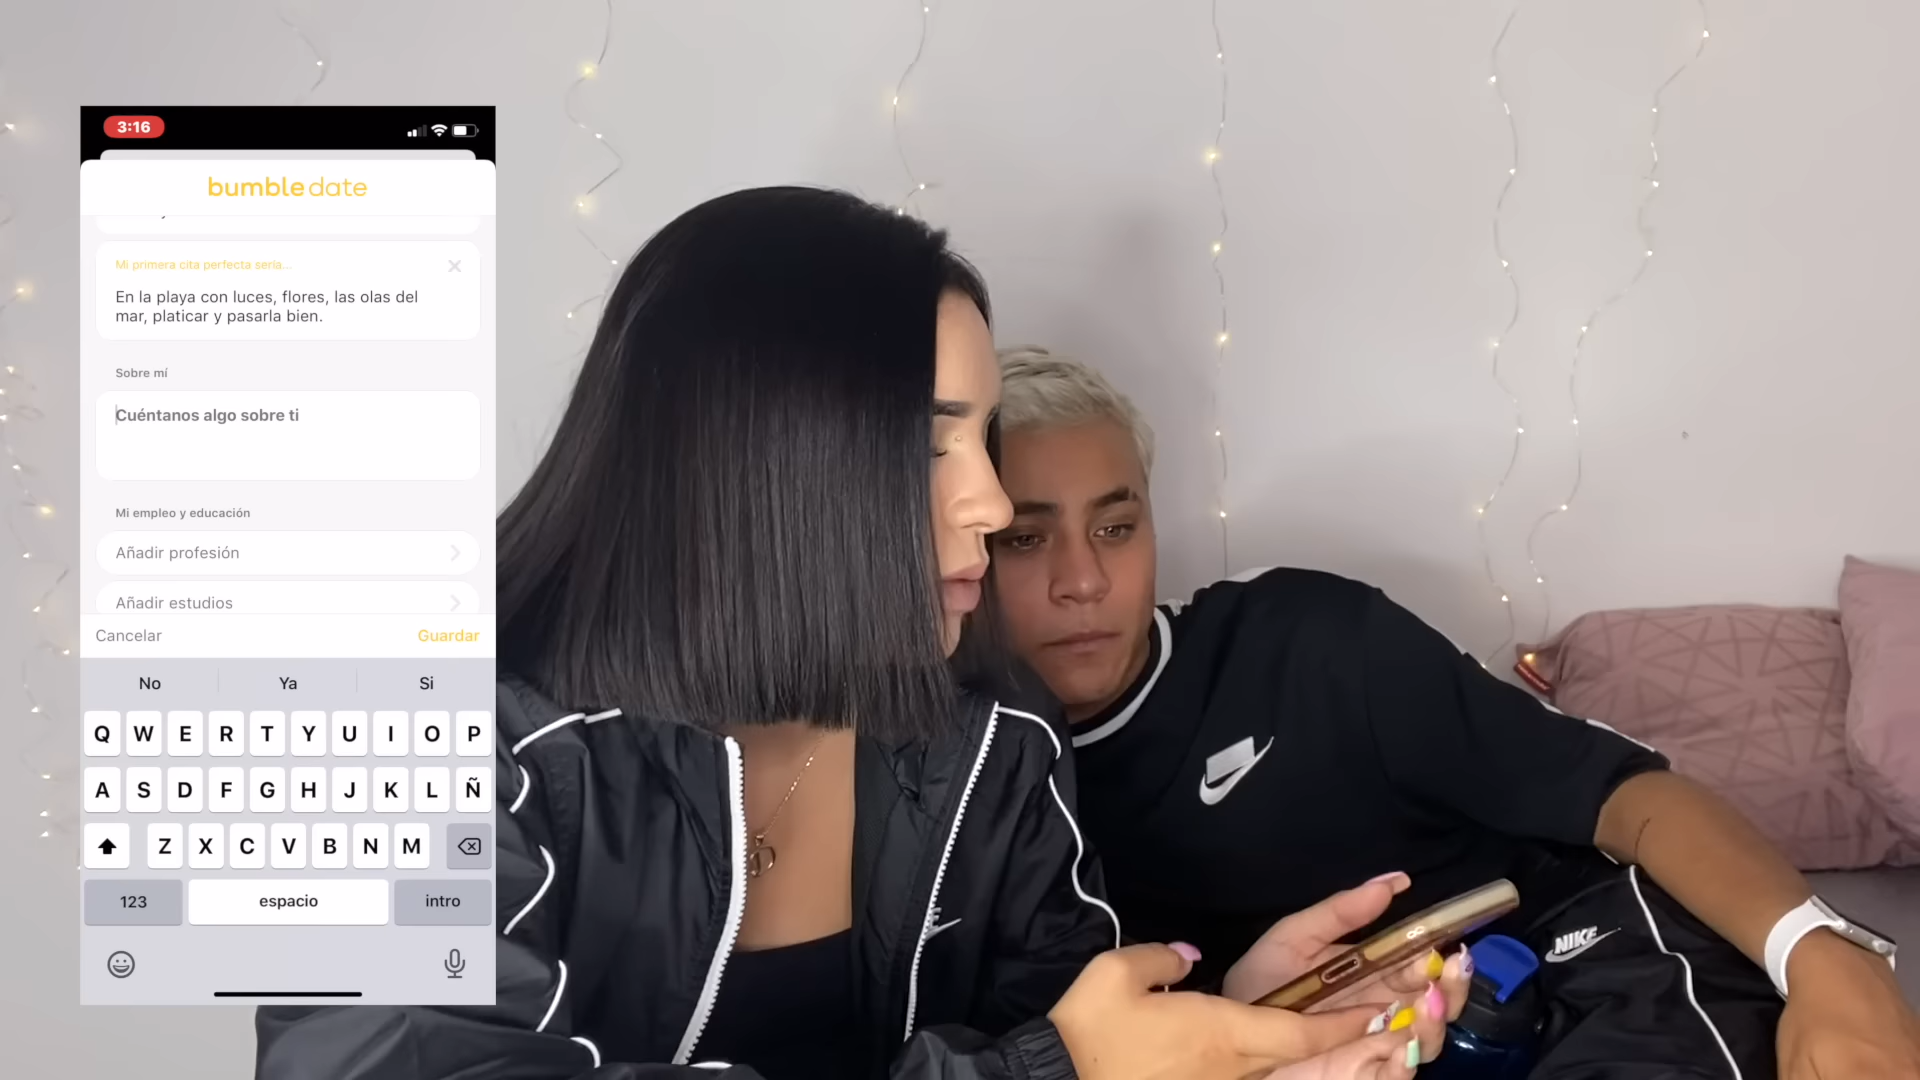 3:16
bumble date
Mi primera cita perfecta sería...
En la playa con luces, flores, las olas del
mar, platicar y pasarla bien.
Sobre mí
Cuéntanos algo sobre ti
Mi empleo y educación
Añadir profesión
Añadir estudios
Cancelar
Guardar
No
Ya
Si
Q W E R T Y U I O P
A S D F G H J K L Ñ
Z X C V B N M
123
espacio
intro
NIKE